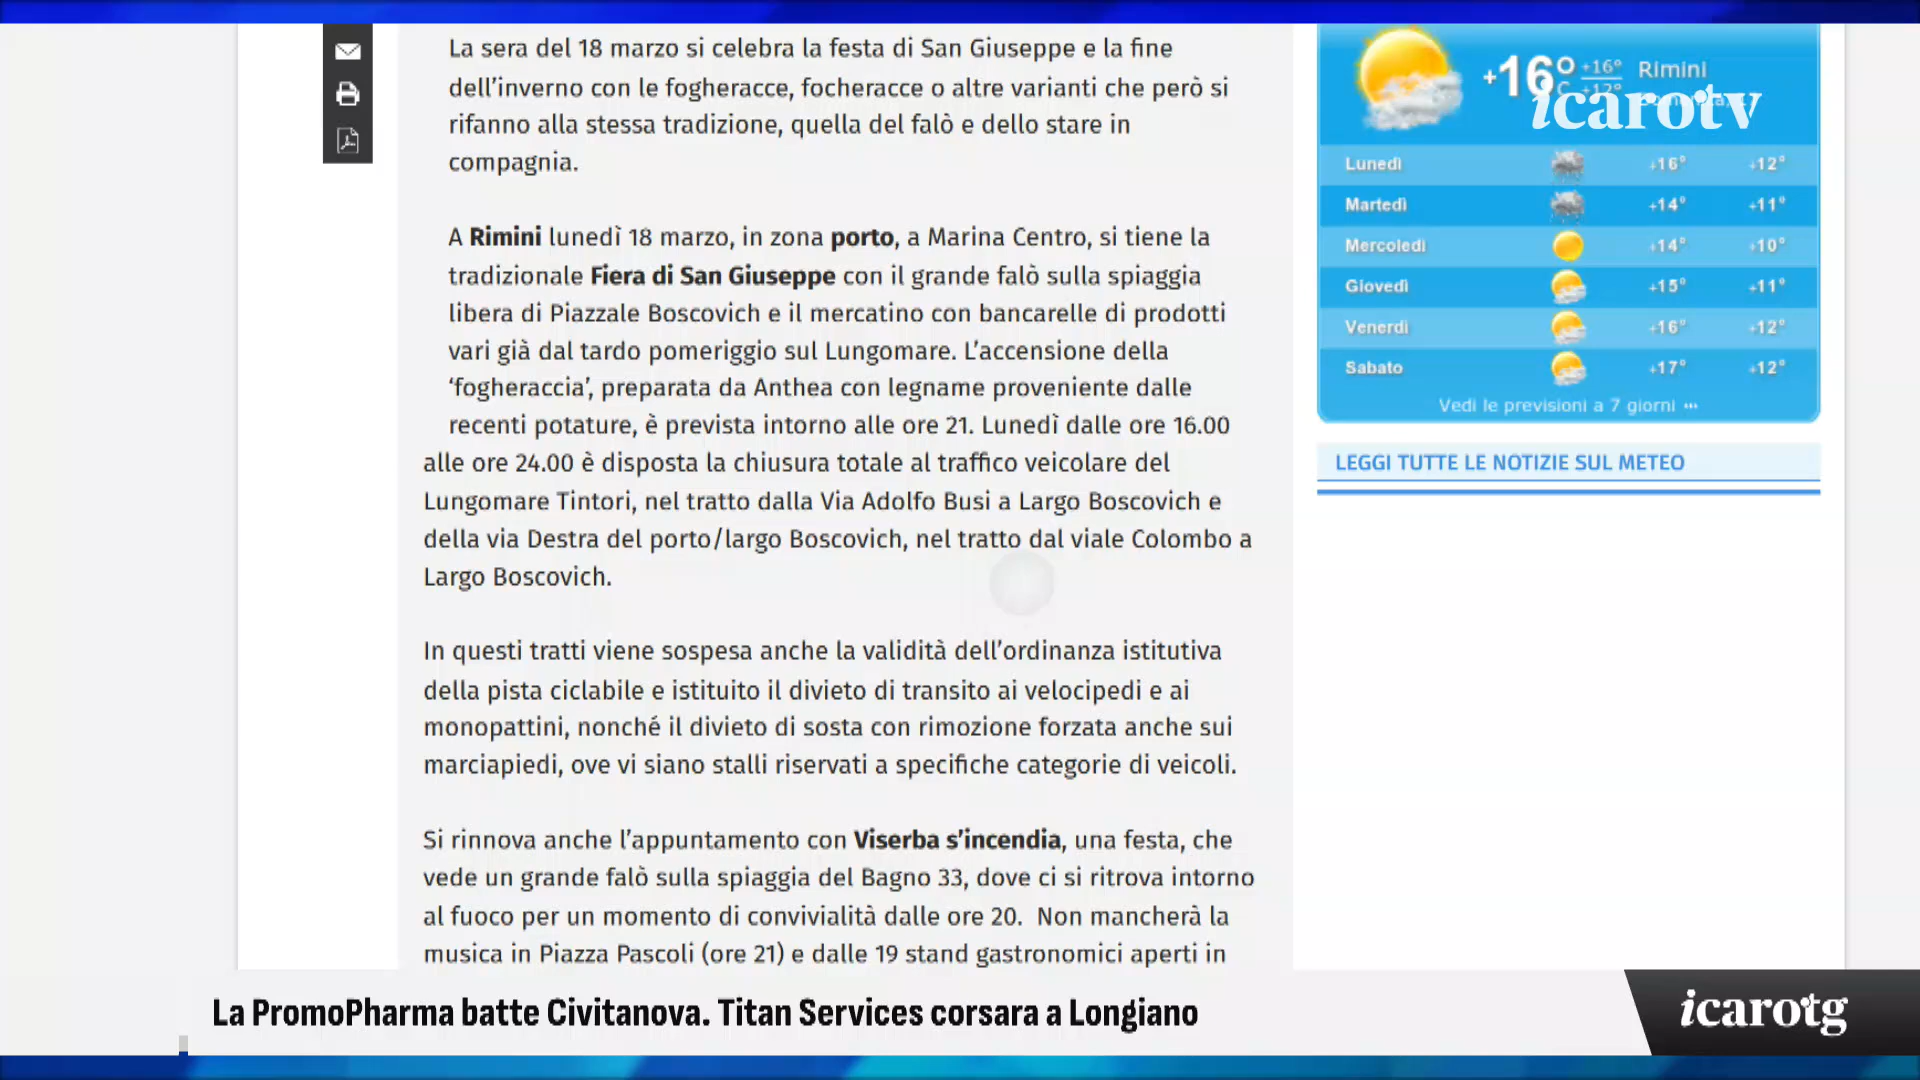 La sera del 18 marzo si celebra la festa di San Giuseppe e la fine
dell’inverno con le fogheracce, focheracce o altre varianti che però si
rifanno alla stessa tradizione, quella del falò e dello stare in
compagnia.
A Rimini lunedì 18 marzo, in zona porto, a Marina Centro, si tiene la
tradizionale Fiera di San Giuseppe con il grande falò sulla spiaggia
libera di Piazzale Boscovich e il mercatino con bancarelle di prodotti
vari già dal tardo pomeriggio sul Lungomare. L’accensione della
‘fogheraccia’, preparata da Anthea con legname proveniente dalle
recenti potature, è prevista intorno alle ore 21. Lunedì dalle ore 16.00
alle ore 24.00 è disposta la chiusura totale al traffico veicolare del
Lungomare Tintori, nel tratto dalla Via Adolfo Busi a Largo Boscovich e
della via Destra del porto/largo Boscovich, nel tratto dal viale Colombo a
Largo Boscovich.
In questi tratti viene sospesa anche la validità dell’ordinanza istitutiva
della pista ciclabile e istituito il divieto di transito ai velocipedi e ai
monopattini, nonché il divieto di sosta con rimozione forzata anche sui
marciapiedi, ove vi siano stalli riservati a specifiche categorie di veicoli.
Si rinnova anche l’appuntamento con Viserba s’incendia, una festa, che
vede un grande falò sulla spiaggia del Bagno 33, dove ci si ritrova intorno
al fuoco per un momento di convivialità dalle ore 20.  Non mancherà la
musica in Piazza Pascoli (ore 21) e dalle 19 stand gastronomici aperti in
+16° C +16° +12° Rimini
icarotv
Lunedì +16° +12°
Martedì +14° +11°
Mercoledì +14° +10°
Giovedì +15° +11°
Venerdì +16° +12°
Sabato +17° +12°
Vedi le previsioni a 7 giorni
LEGGI TUTTE LE NOTIZIE SUL METEO
La PromoPharma batte Civitanova. Titan Services corsara a Longiano
icarotg